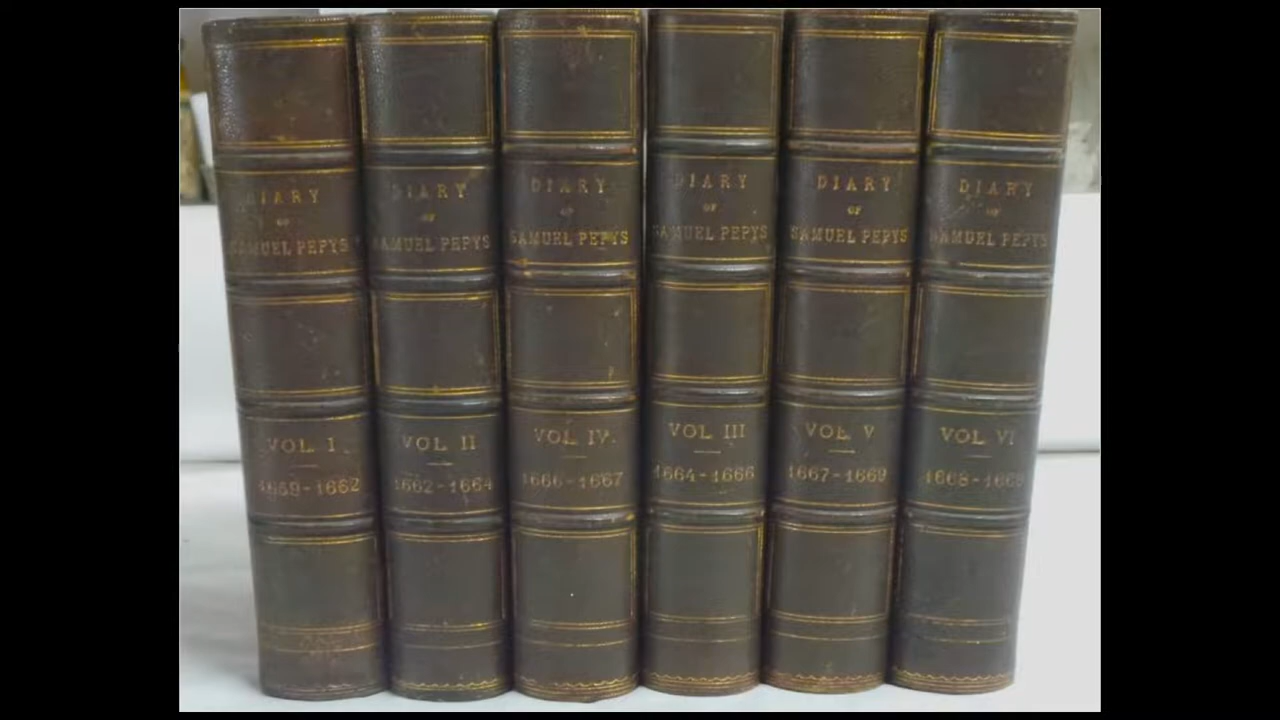 DIARY
OF
SAMUEL PEPYS
VOL I
1659-1662
DIARY
OF
SAMUEL PEPYS
VOL II
1662-1664
DIARY
OF
SAMUEL PEPYS
VOL IV.
1666-1667
DIARY
OF
SAMUEL PEPYS
VOL III
1664-1666
DIARY
OF
SAMUEL PEPYS
VOL V
1667-1669
DIARY
OF
SAMUEL PEPYS
VOL VI
1668-1669